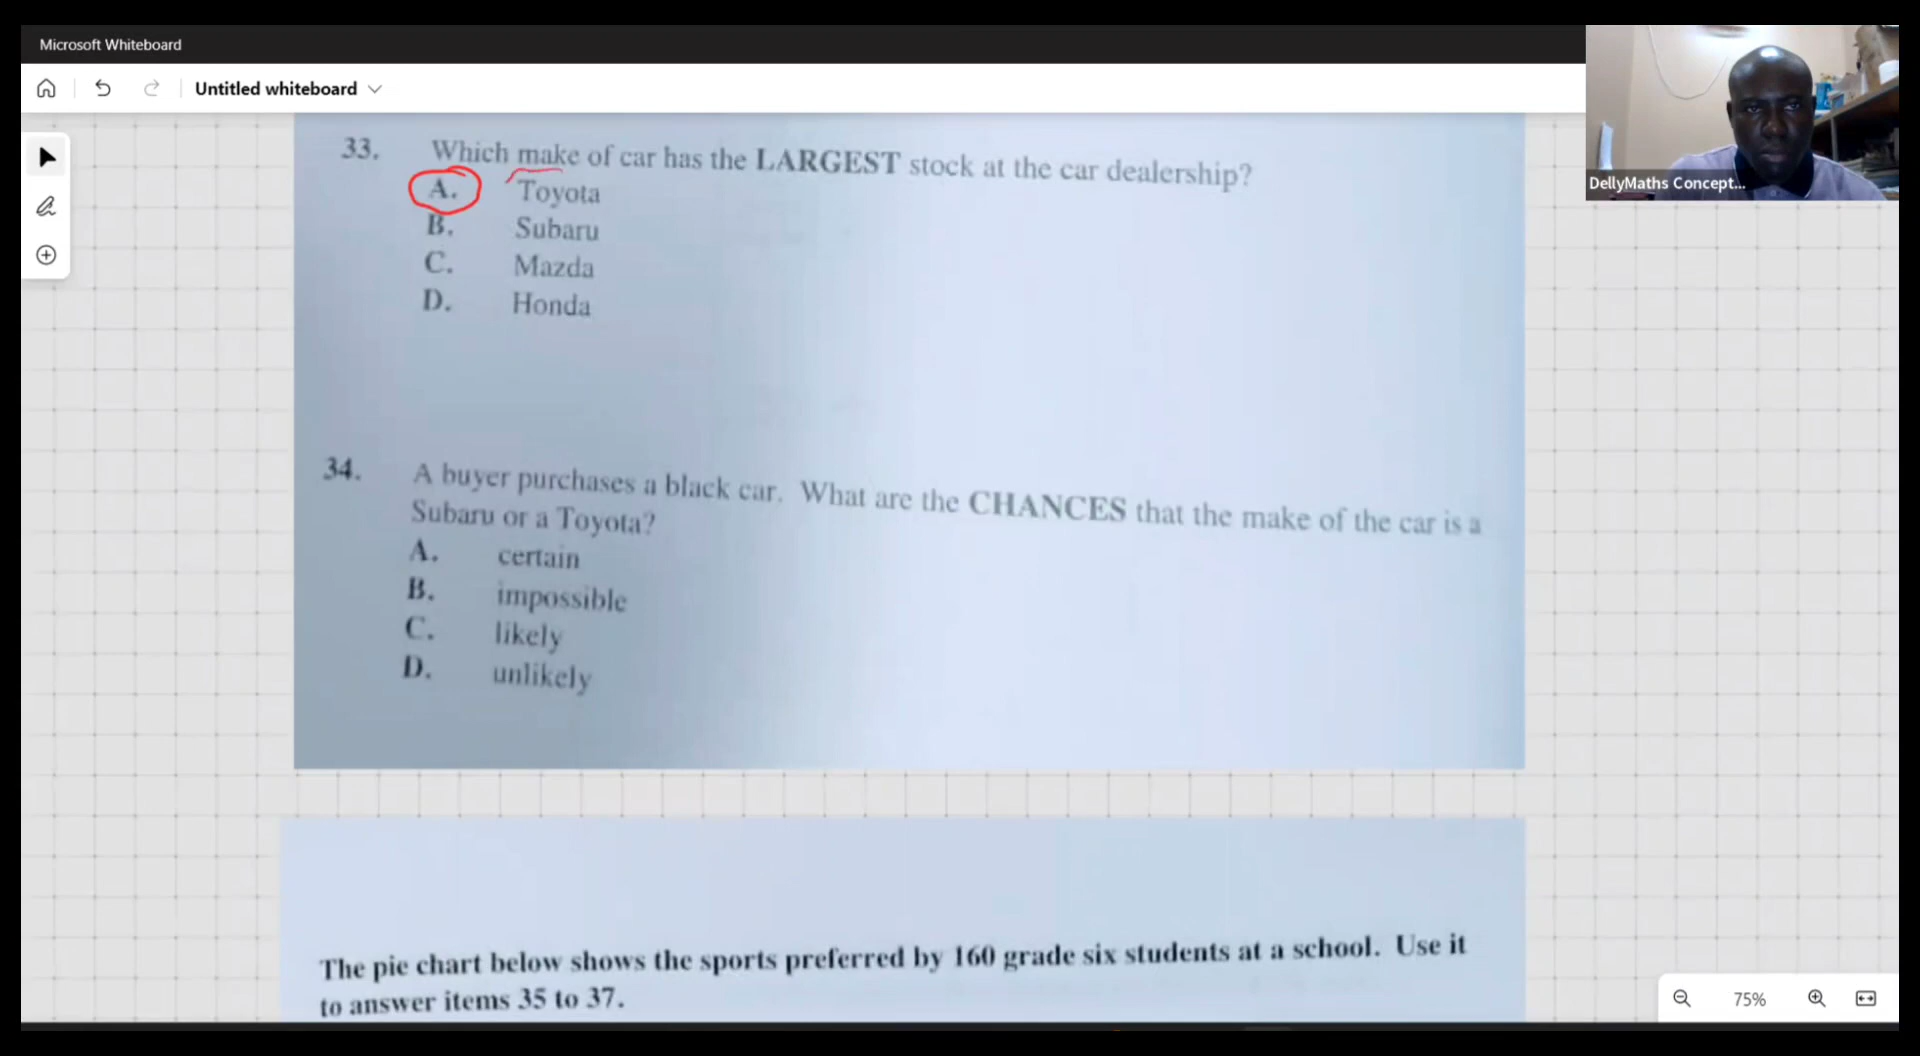 Microsoft Whiteboard
Untitled whiteboard
DellyMaths Concept...
33. Which make of car has the LARGEST stock at the car dealership?
A. Toyota
B. Subaru
C. Mazda
D. Honda
34. A buyer purchases a black car. What are the CHANCES that the make of the car is a
Subaru or a Toyota?
A. certain
B. impossible
C. likely
D. unlikely
The pie chart below shows the sports preferred by 160 grade six students at a school. Use it
to answer items 35 to 37.
75%